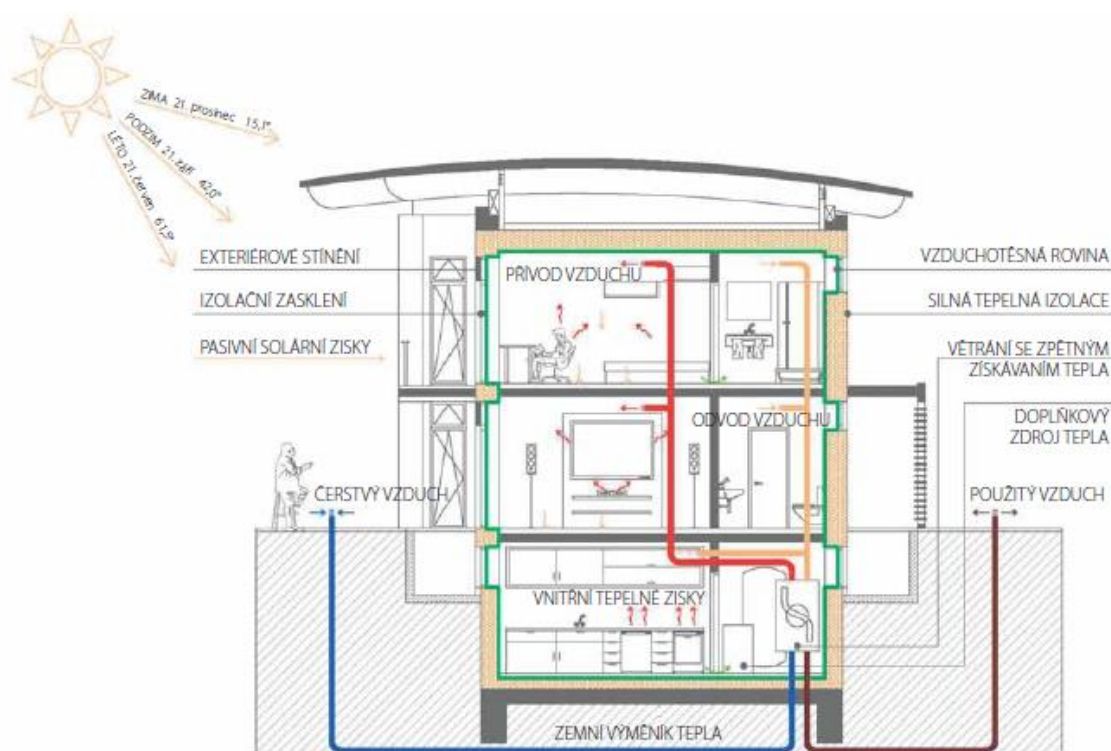 ZIMA 21. prosinec 15,1°
PODZIM 21. září 42,0°
LÉTO 21. červen 61,5°
EXTERIÉROVÉ STÍNĚNÍ
IZOLAČNÍ ZASKLENÍ
PASIVNÍ SOLÁRNÍ ZISKY
PŘÍVOD VZDUCHU
VZDUCHOTĚSNÁ ROVINA
SILNÁ TEPELNÁ IZOLACE
VĚTRÁNÍ SE ZPĚTNÝM
ZÍSKÁVANÍM TEPLA
ODVOD VZDUCHU
DOPLŇKOVÝ
ZDROJ TEPLA
ČERSTVÝ VZDUCH
POUŽITÝ VZDUCH
VNITŘNÍ TEPELNÉ ZISKY
ZEMNÍ VÝMĚNÍK TEPLA